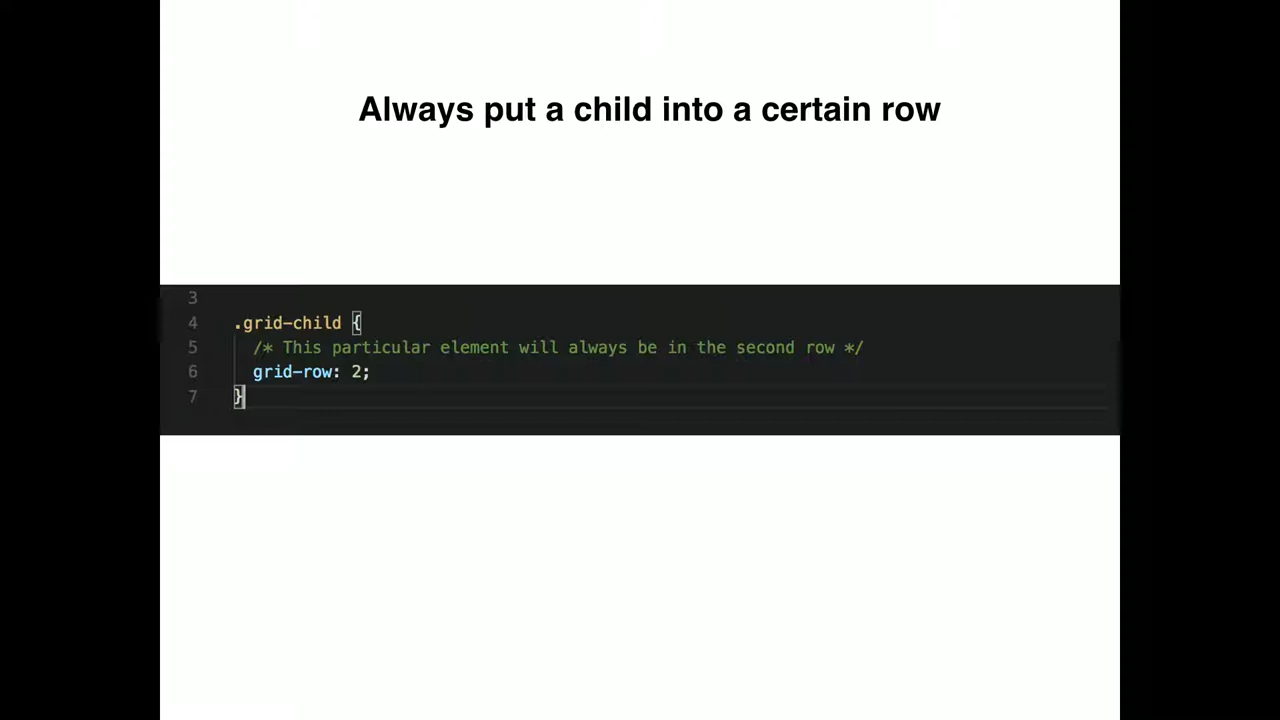 Always put a child into a certain row
3
4 .grid-child {
5 /* This particular element will always be in the second row */
6 grid-row: 2;
7 }